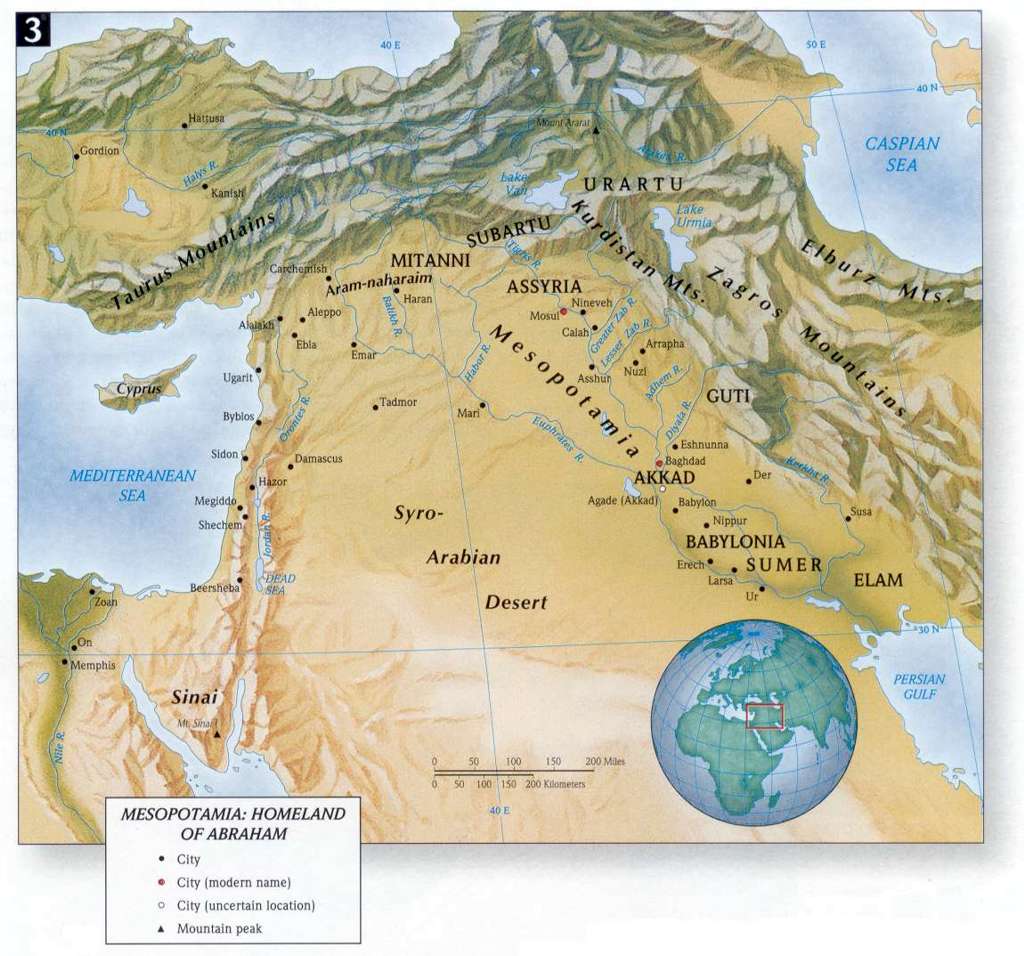 3
40 E
50 E
40 N
40 N
Hattusa
Gordion
Halys R.
Kanish
Mount Ararat
Araxes R.
CASPIAN
SEA
Lake
Van
URARTU
Lake
Urmia
Taurus Mountains
SUBARTU
Kurdistan Mts.
Zagros Mountains
Elburz Mts.
Tigris R.
MITANNI
Carchemish
Aram-naharaim
Haran
Balikh R.
ASSYRIA
Nineveh
Mosul
Calah
Greater Zab R.
Lesser Zab R.
Arrapha
Nuzi
Asshur
Adhem R.
Aleppo
Alalakh
Ebla
Emar
Habor R.
Mesopotamia
Cyprus
Ugarit
Tadmor
Mari
Euphrates R.
GUTI
Diyala R.
Byblos
Orontes R.
Eshnunna
Sidon
Damascus
Baghdad
Kerkha R.
MEDITERRANEAN
SEA
Hazor
AKKAD
Der
Megiddo
Agade (Akkad)
Babylon
Susa
Shechem
Jordan R.
Syro-
Arabian
Desert
Nippur
BABYLONIA
Erech
SUMER
Larsa
ELAM
Beersheba
DEAD
SEA
Ur
Zoan
30 N
On
Memphis
PERSIAN
GULF
Sinai
Mt. Sinai
Nile R.
0 50 100 150 200 Miles
0 50 100 150 200 Kilometers
40 E
MESOPOTAMIA: HOMELAND
OF ABRAHAM
City
City (modern name)
City (uncertain location)
Mountain peak